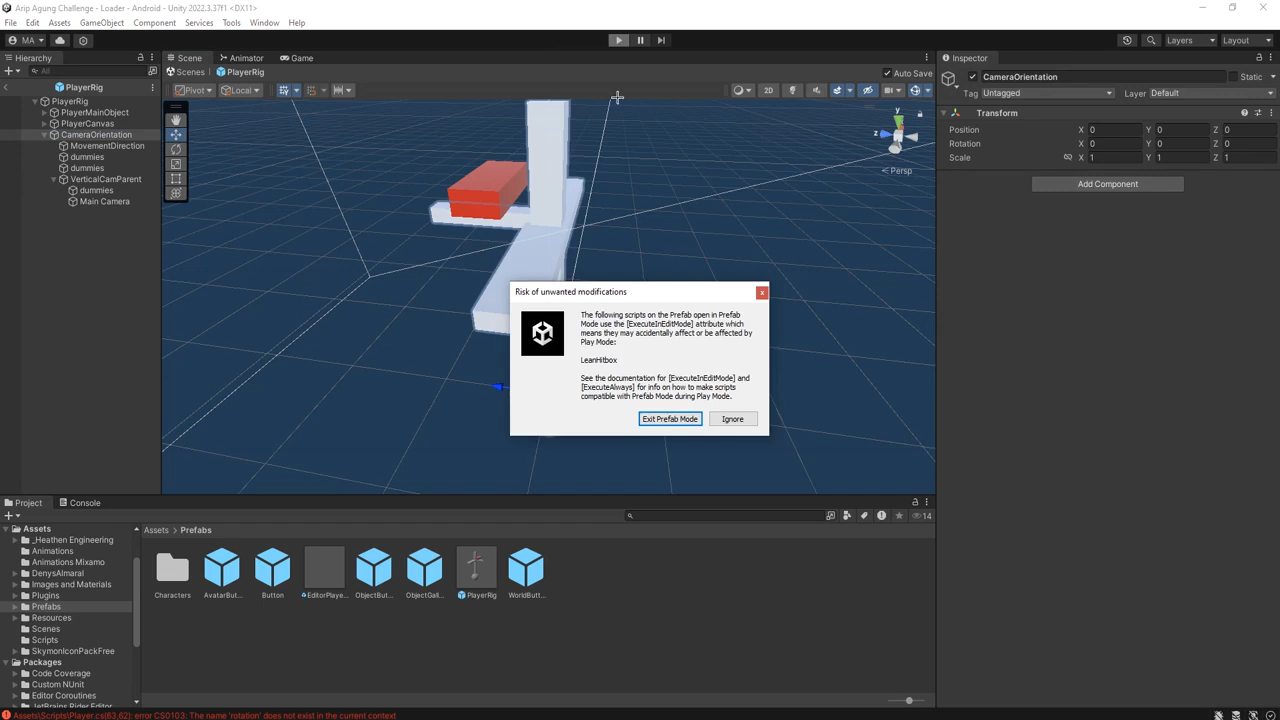 Arip Agung Challenge - Loader - Android - Unity 2022.3.37f1 <DX11>
File Edit Assets GameObject Component Services Tools Window Help
MA Layers Layout
Hierarchy Scene Animator Game Inspector
All Scenes PlayerRig Auto Save CameraOrientation Static
PlayerRig Pivot Local 2D Tag Untagged Layer Default
PlayerRig
PlayerMainObject
PlayerCanvas
CameraOrientation
MovementDirection
dummies
dummies
VerticalCamParent
dummies
Main Camera
y
z
Persp
Transform
Position X 0 Y 0 Z 0
Rotation X 0 Y 0 Z 0
Scale X 1 Y 1 Z 1
Add Component
Risk of unwanted modifications
The following scripts on the Prefab open in Prefab
Mode use the [ExecuteInEditMode] attribute which
means they may accidentally affect or be affected by
Play Mode:
LeanHitbox
See the documentation for [ExecuteInEditMode] and
[ExecuteAlways] for info on how to make scripts
compatible with Prefab Mode during Play Mode.
Exit Prefab Mode Ignore
Project Console
14
Assets
_Heathen Engineering
Animations
Animations Mixamo
DenysAlmaral
Images and Materials
Plugins
Prefabs
Resources
Scenes
Scripts
SkymonIconPackFree
Packages
Code Coverage
Custom NUnit
Editor Coroutines
JetBrains Rider Editor
Assets > Prefabs
Characters AvatarBut... Button EditorPlaye... ObjectBut... ObjectGall... PlayerRig WorldButt...
Assets\Scripts\Player.cs(63,62): error CS0103: The name 'rotation' does not exist in the current context